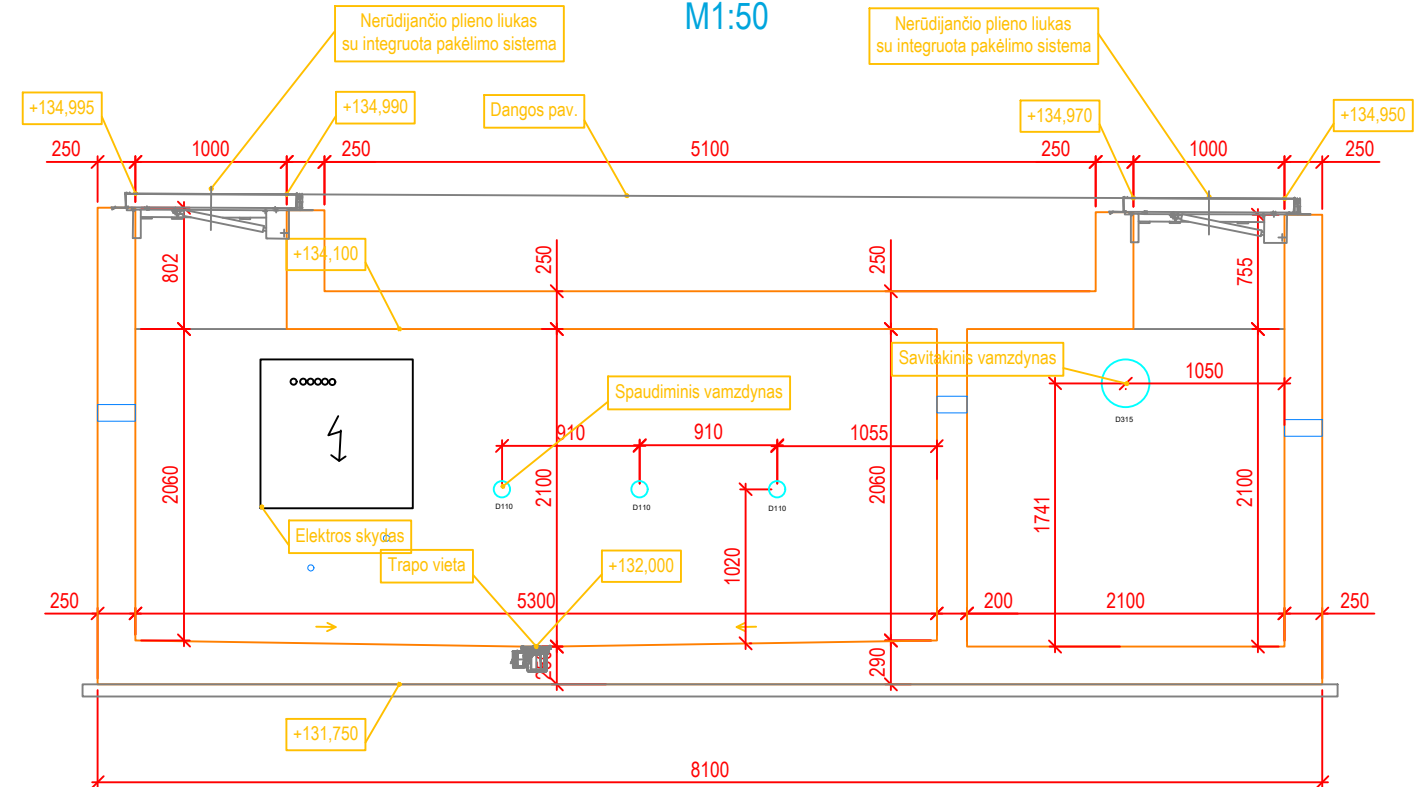 M1:50
Nerūdijančio plieno liukas
su integruota pakėlimo sistema
Nerūdijančio plieno liukas
su integruota pakėlimo sistema
+134,995
+134,990
Dangos pav.
+134,970
+134,950
250
1000
250
5100
250
1000
250
802
+134,100
250
250
755
Savitakinis vamzdynas
1050
D315
Spaudiminis vamzdynas
910
910
1055
2060
2100
2060
1741
2100
D110
D110
D110
Elektros skydas
Trapo vieta
+132,000
1020
250
5300
200
2100
250
290
+131,750
8100